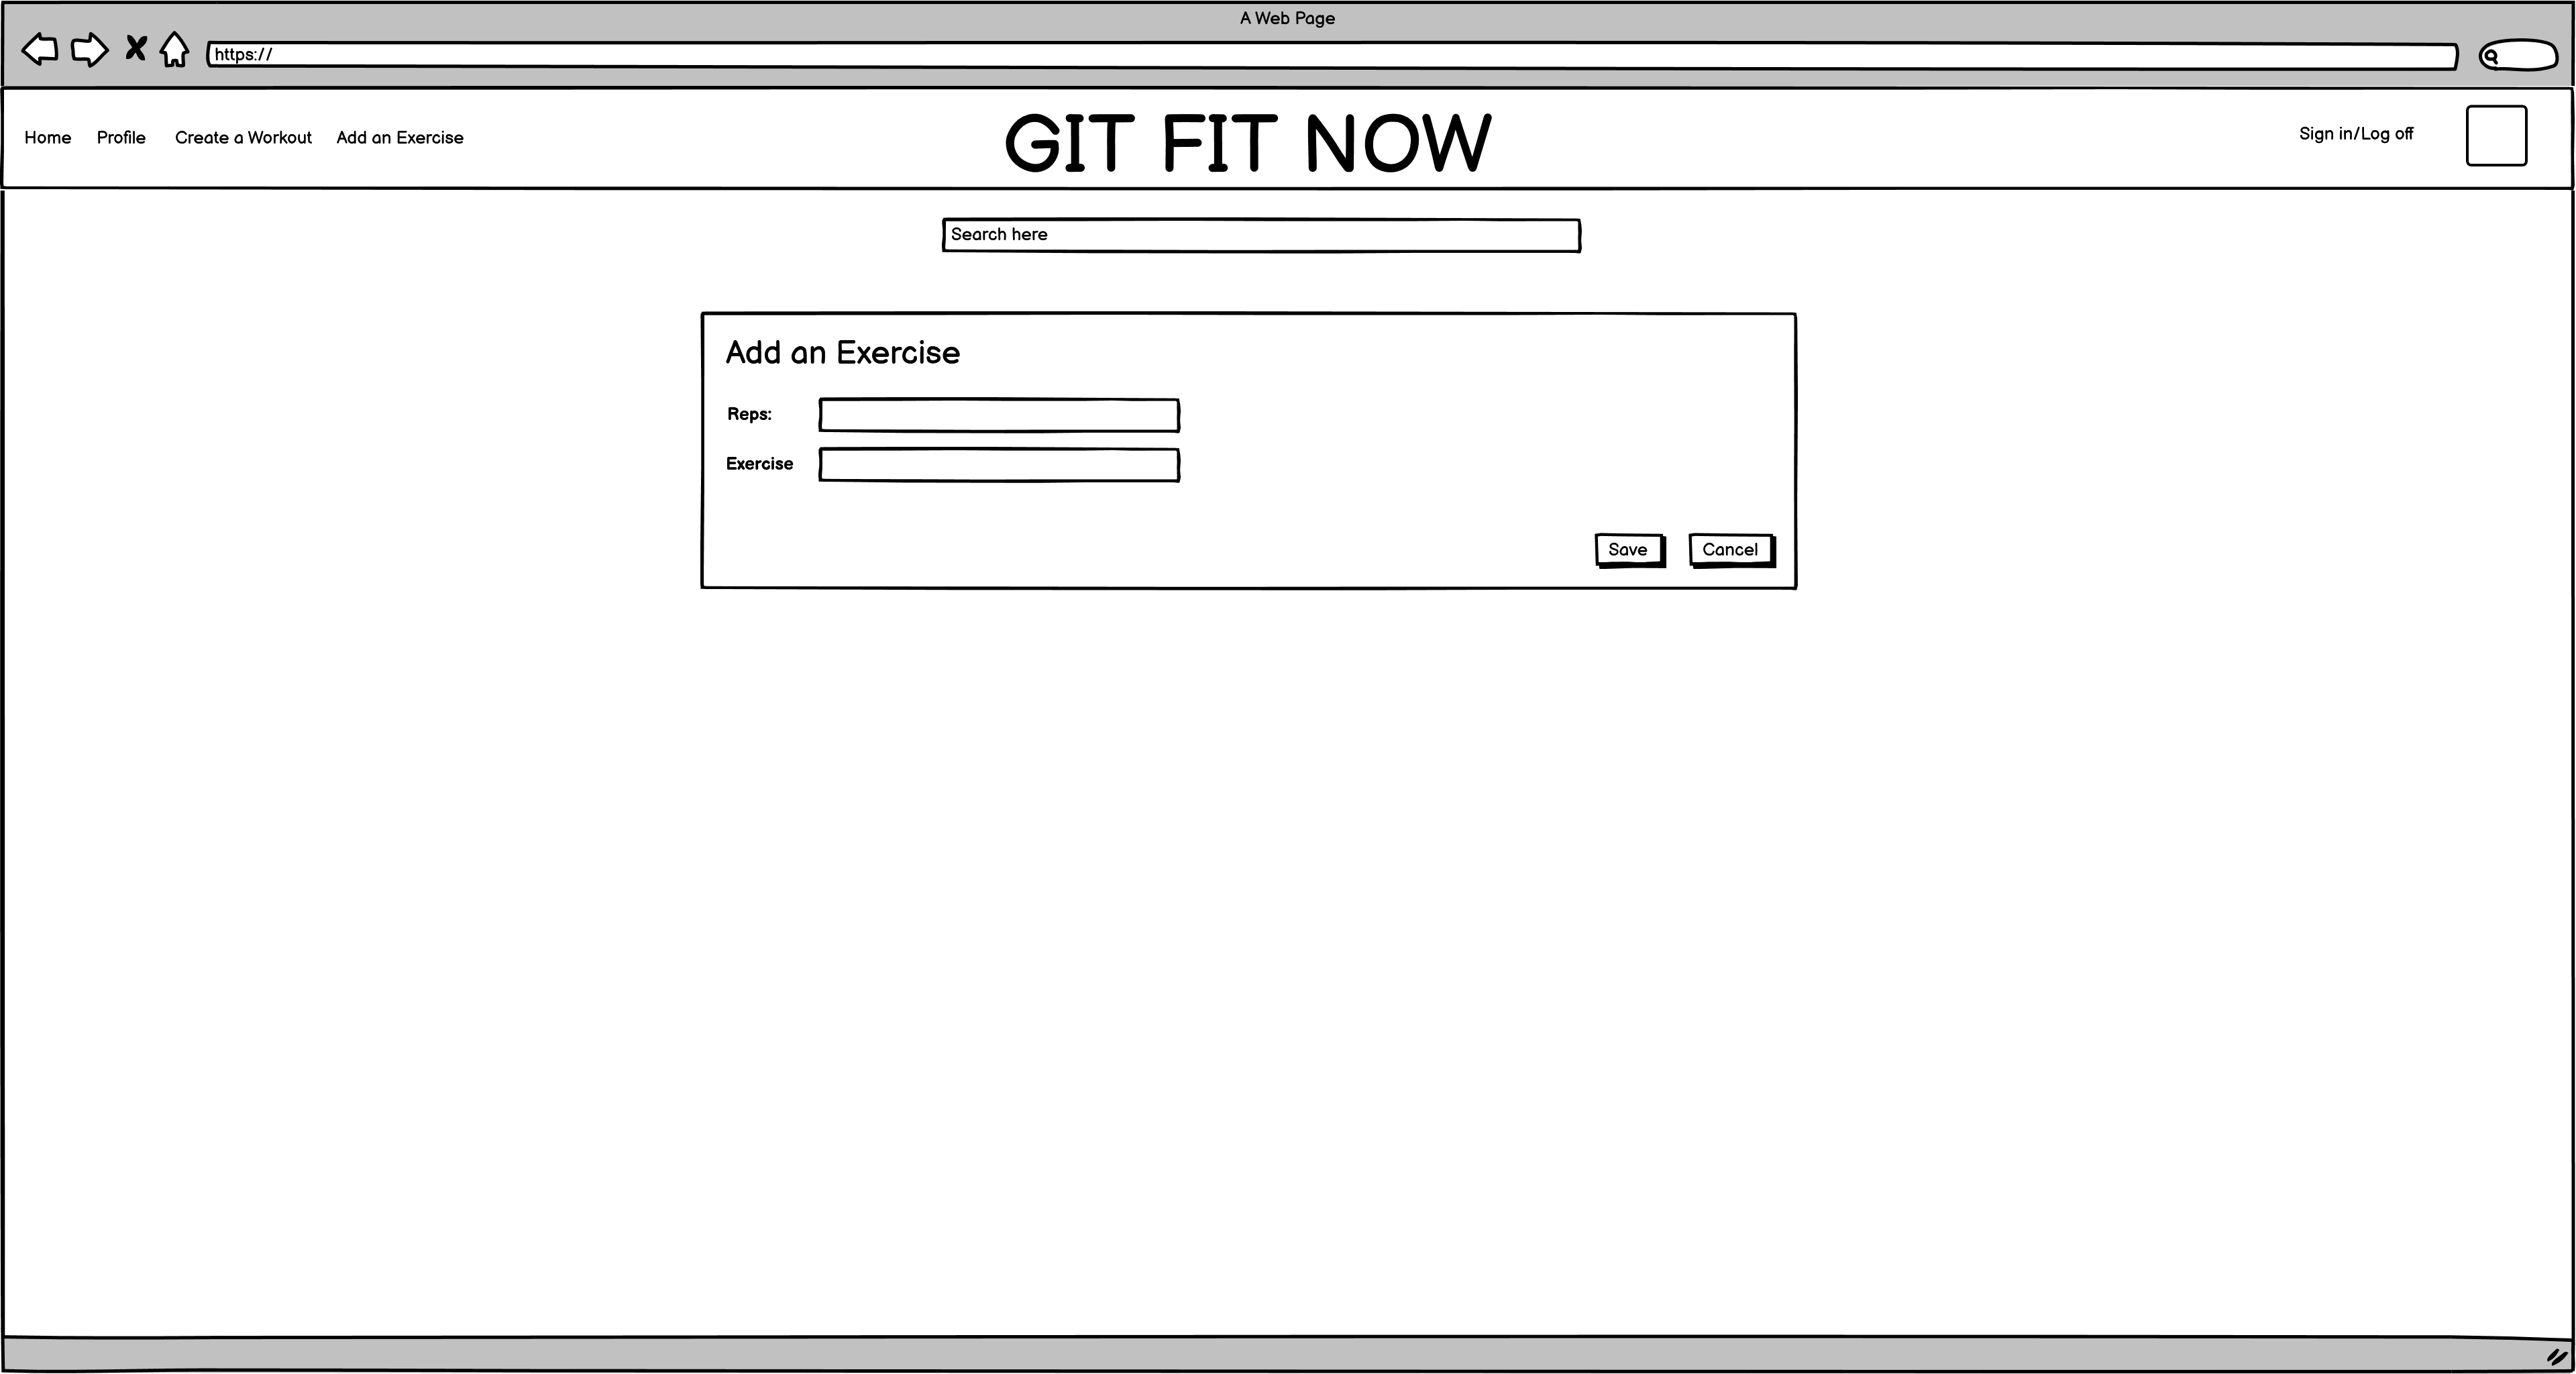 A Web Page
https://
Home Profile Create a Workout Add an Exercise GIT FIT NOW Sign in/Log off
Search here
Add an Exercise
Reps:
Exercise
Save Cancel